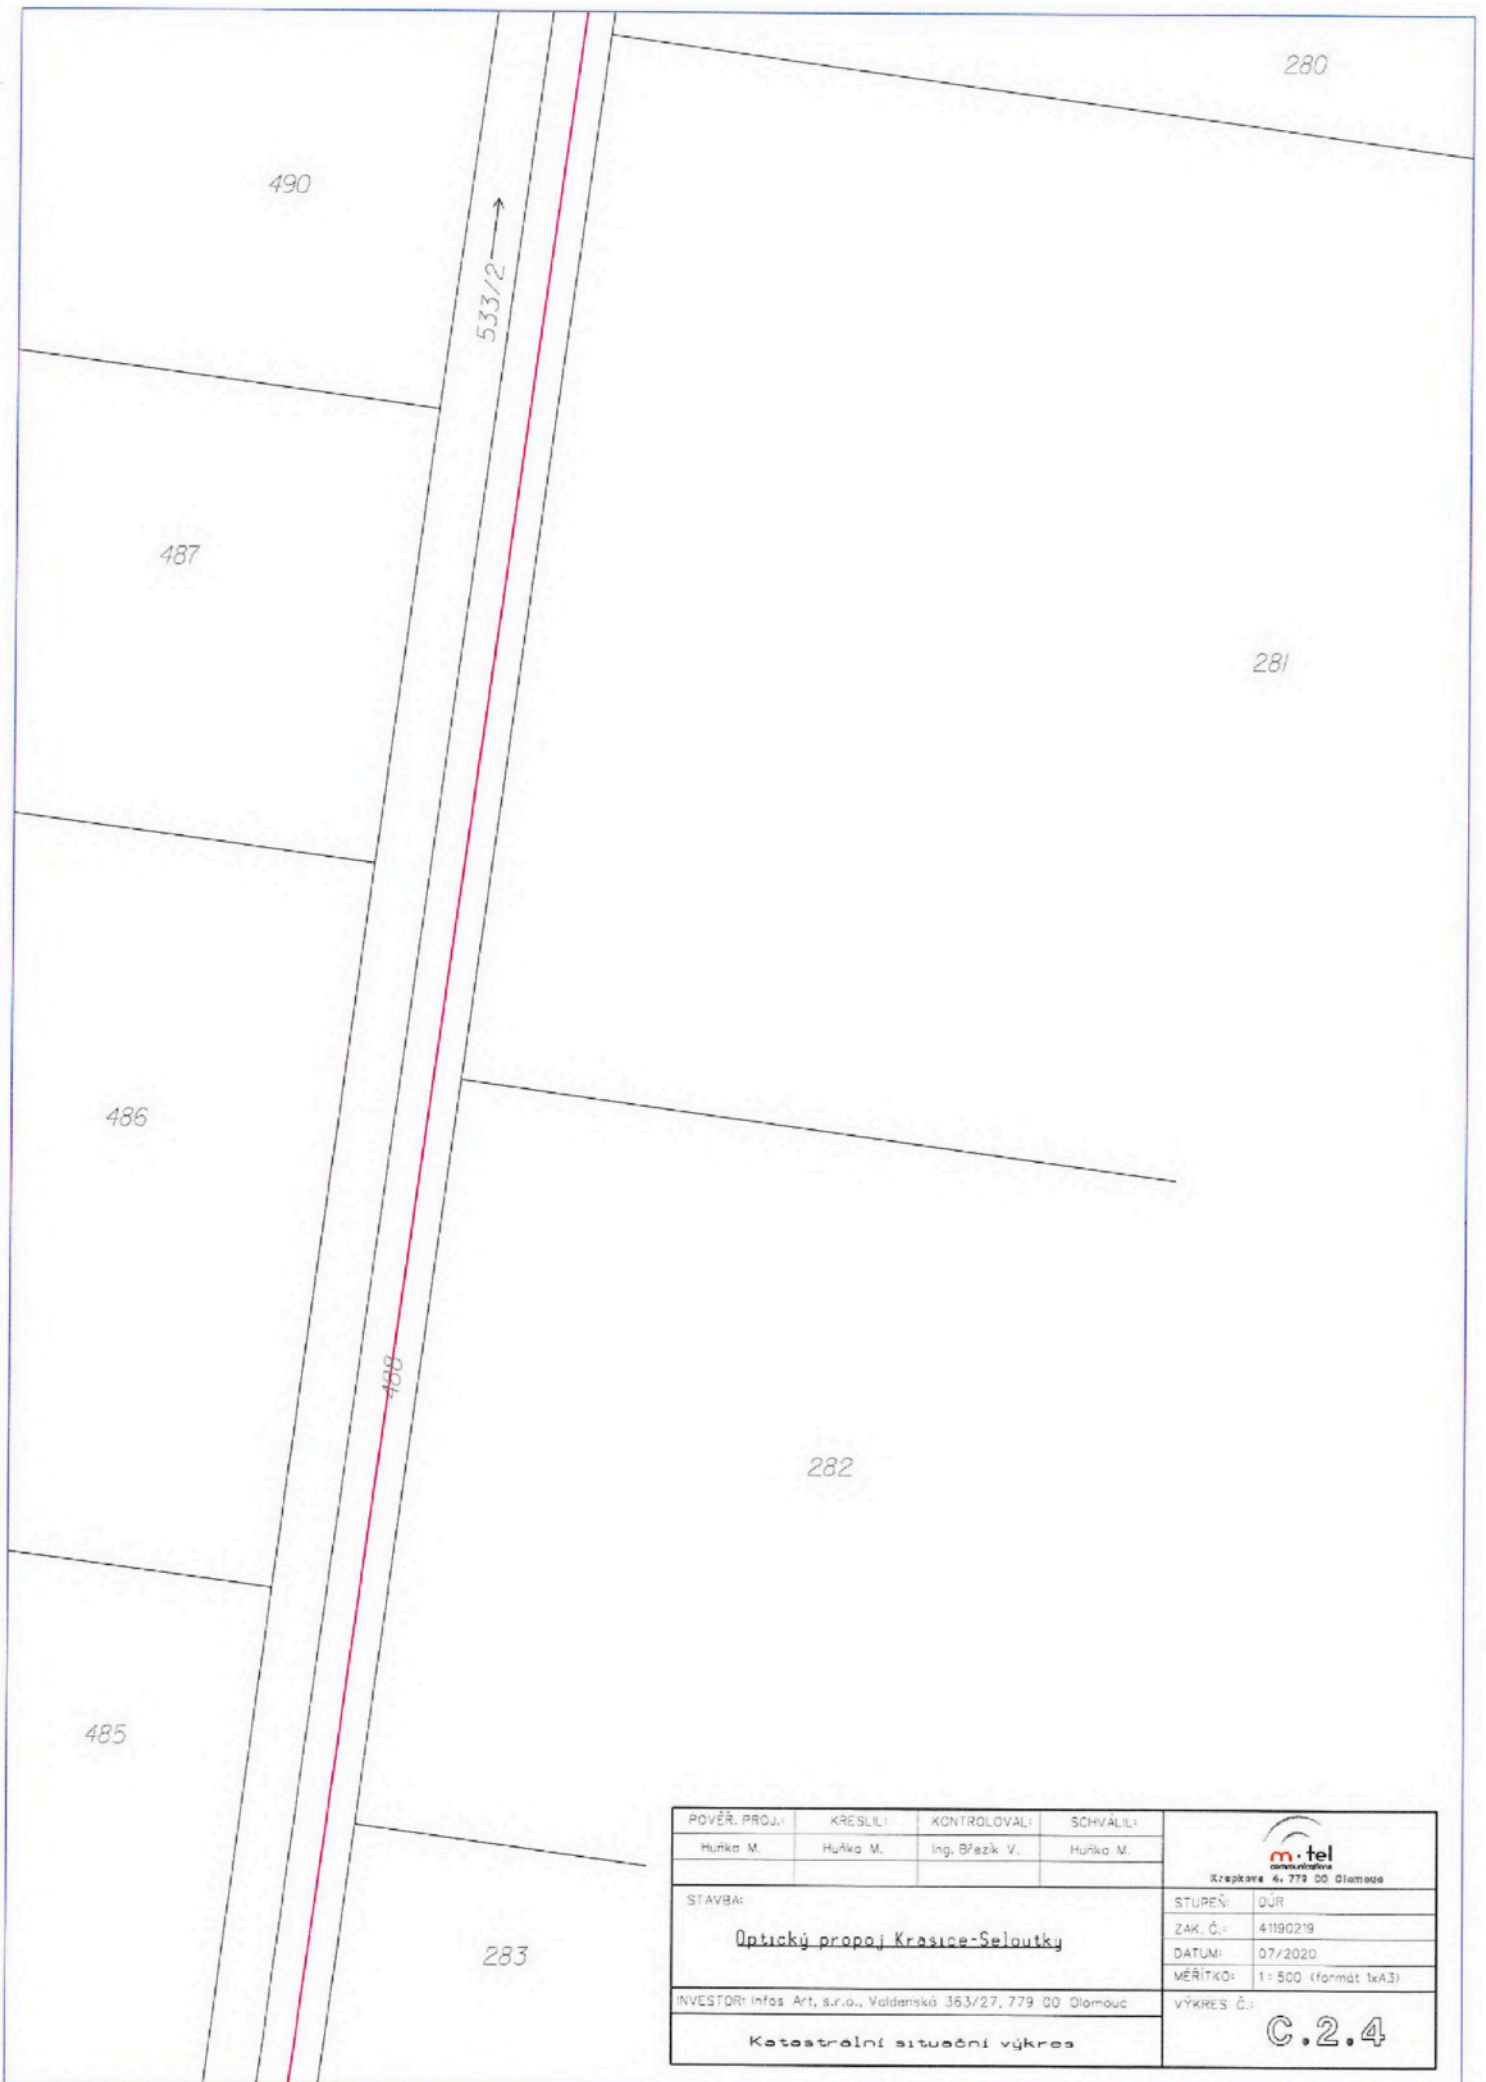 280
490
533/2
487
281
486
488
282
485
283
POVĚŘ. PROJ.: KRESLIL: KONTROLOVAL: SCHVÁLIL:
Huňka M. Huňka M. Ing. Březík V. Huňka M.
m·tel
communications
Krapkova 4, 779 00 Olomouc
STAVBA:
Optický propoj Krasice-Seloutky
STUPEŇ: DÚR
ZAK. Č.: 41190219
DATUM: 07/2020
MĚŘÍTKO: 1:500 (formát 1xA3)
INVESTOR: Infos Art, s.r.o., Valdenská 363/27, 779 00 Olomouc
Katastrální situační výkres
VÝKRES Č.:
C.2.4